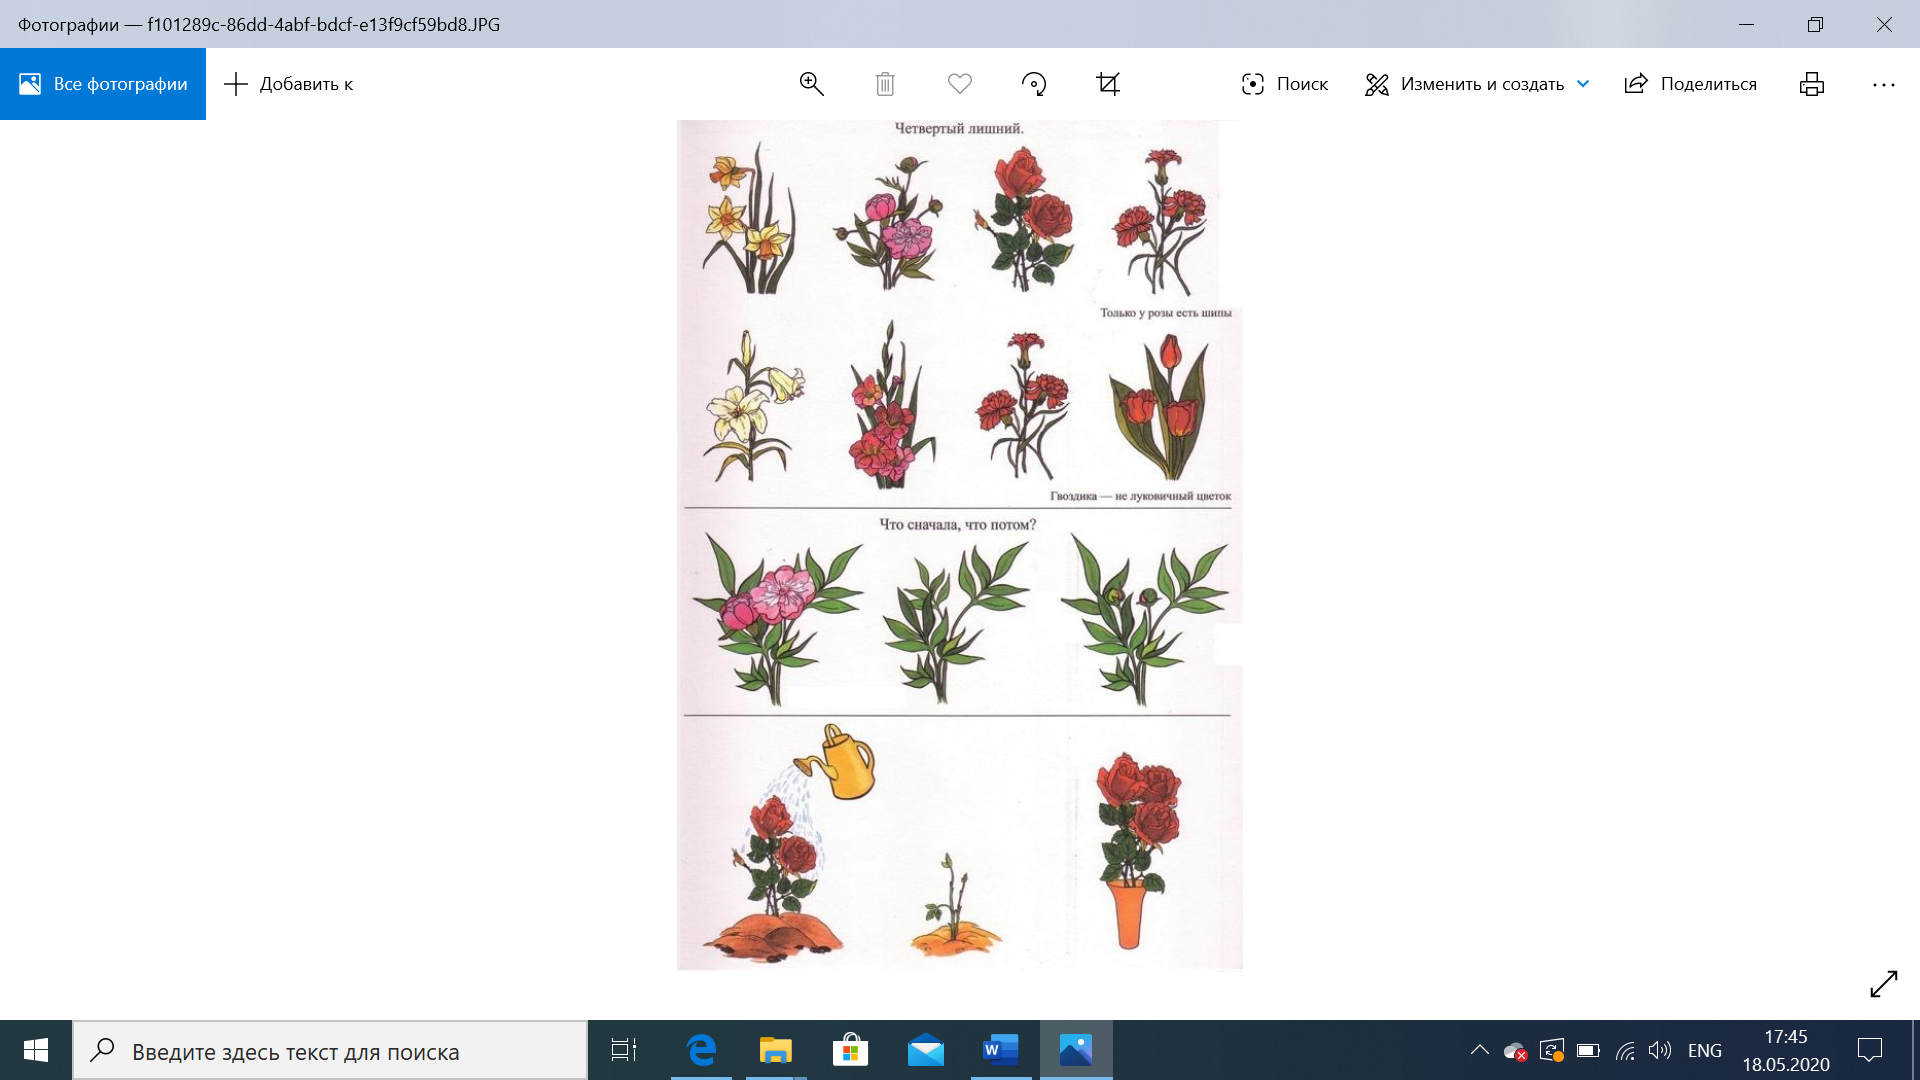 Фотографии — f101289c-86dd-4abf-bdcf-e13f9cf59bd8.JPG
Все фотографии
Добавить к
Поиск
Изменить и создать
Поделиться
Четвертый лишний.
Только у розы есть шипы
Гвоздика — не луковичный цветок
Что сначала, что потом?
Введите здесь текст для поиска
ENG
17:45
18.05.2020